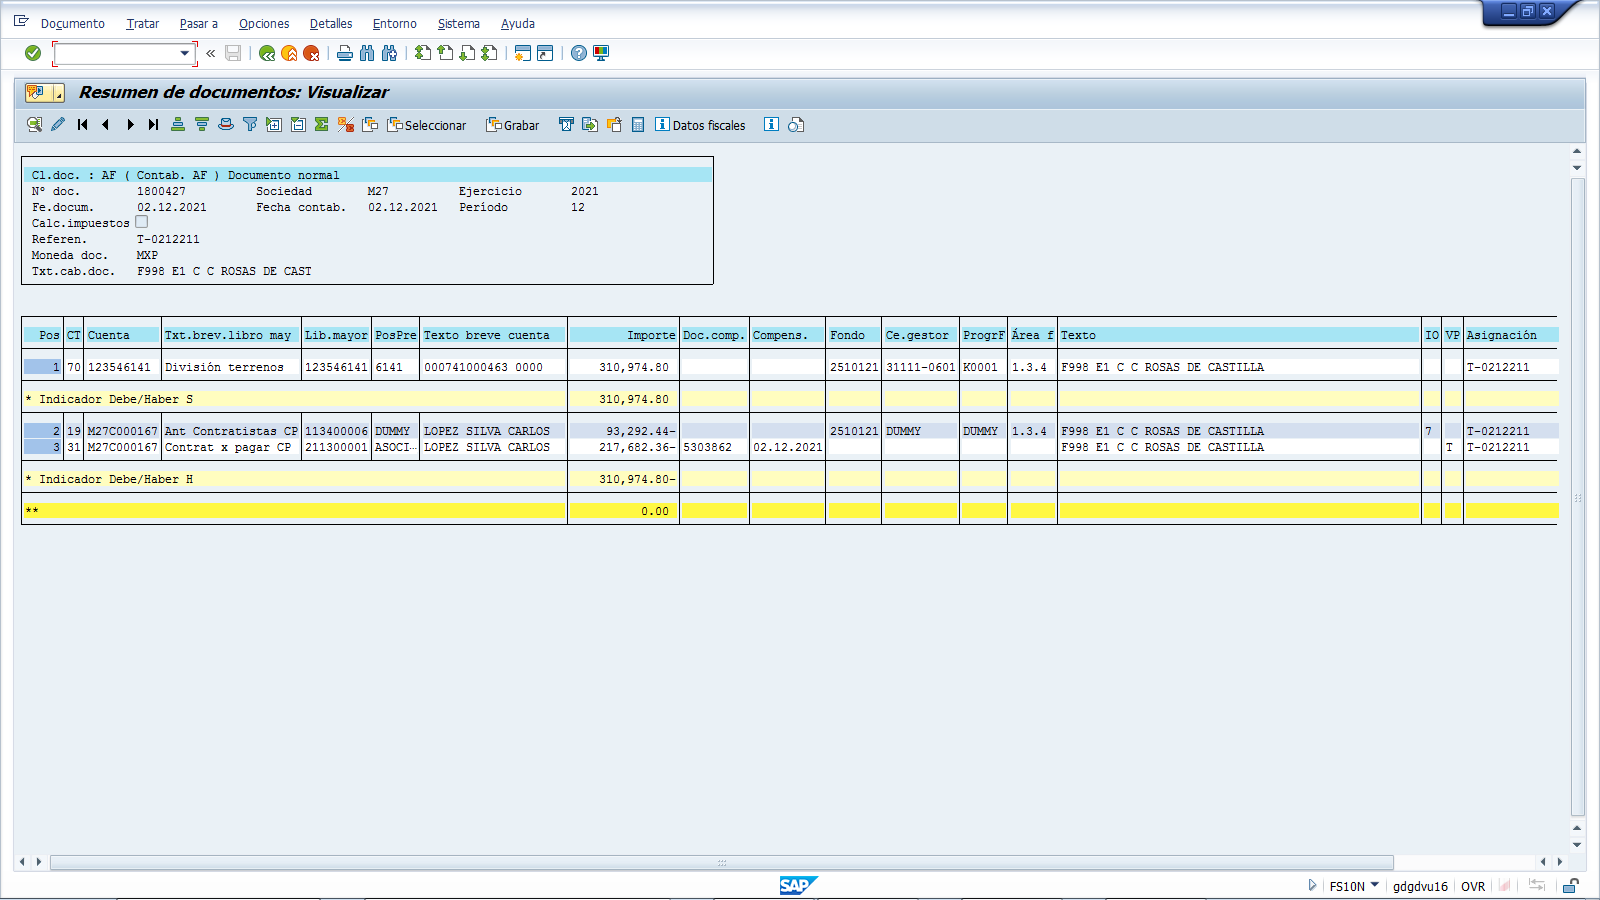 Documento Tratar Pasar a Opciones Detalles Entorno Sistema Ayuda
«
Resumen de documentos: Visualizar
Seleccionar Grabar Datos fiscales
Cl.doc. : AF ( Contab. AF ) Documento normal
Nº doc. 1800427 Sociedad M27 Ejercicio 2021
Fe.docum. 02.12.2021 Fecha contab. 02.12.2021 Período 12
Calc.impuestos
Referen. T-0212211
Moneda doc. MXP
Txt.cab.doc. F998 E1 C C ROSAS DE CAST
Pos CT Cuenta Txt.brev.libro may Lib.mayor PosPre Texto breve cuenta Importe Doc.comp. Compens. Fondo Ce.gestor ProgrF Área f Texto IO VP Asignación
1 70 123546141 División terrenos 123546141 6141 000741000463 0000 310,974.80 2510121 31111-0601 K0001 1.3.4 F998 E1 C C ROSAS DE CASTILLA T-0212211
* Indicador Debe/Haber S 310,974.80
2 19 M27C000167 Ant Contratistas CP 113400006 DUMMY LOPEZ SILVA CARLOS 93,292.44- 2510121 DUMMY DUMMY 1.3.4 F998 E1 C C ROSAS DE CASTILLA 7 T-0212211
3 31 M27C000167 Contrat x pagar CP 211300001 ASOCI… LOPEZ SILVA CARLOS 217,682.36- 5303862 02.12.2021 F998 E1 C C ROSAS DE CASTILLA T T-0212211
* Indicador Debe/Haber H 310,974.80-
** 0.00
SAP FS10N gdgdvu16 OVR